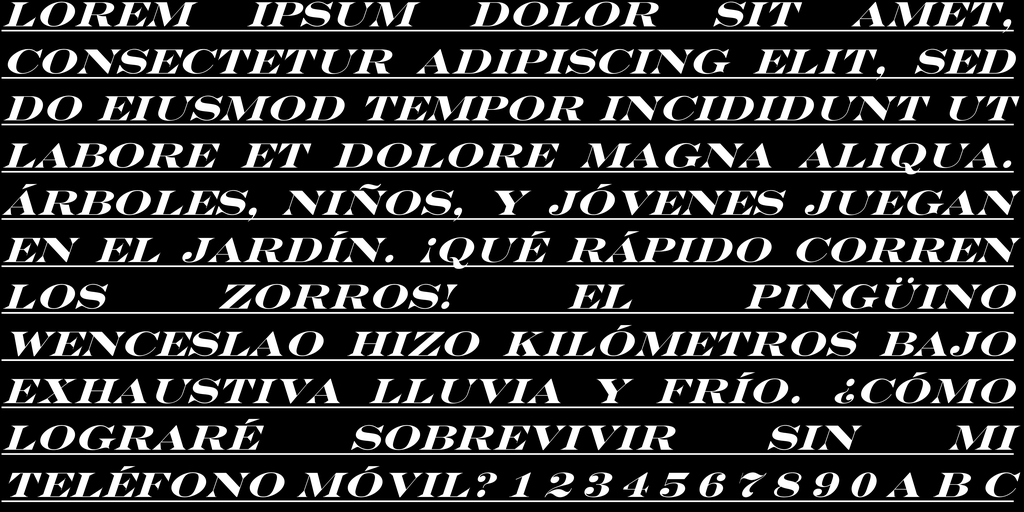 LOREM IPSUM DOLOR SIT AMET,
CONSECTETUR ADIPISCING ELIT, SED
DO EIUSMOD TEMPOR INCIDIDUNT UT
LABORE ET DOLORE MAGNA ALIQUA.
ÁRBOLES, NIÑOS, Y JÓVENES JUEGAN
EN EL JARDÍN. ¡QUÉ RÁPIDO CORREN
LOS ZORROS! EL PINGÜINO
WENCESLAO HIZO KILÓMETROS BAJO
EXHAUSTIVA LLUVIA Y FRÍO. ¿CÓMO
LOGRARÉ SOBREVIVIR SIN MI
TELÉFONO MÓVIL? 1 2 3 4 5 6 7 8 9 0 A B C